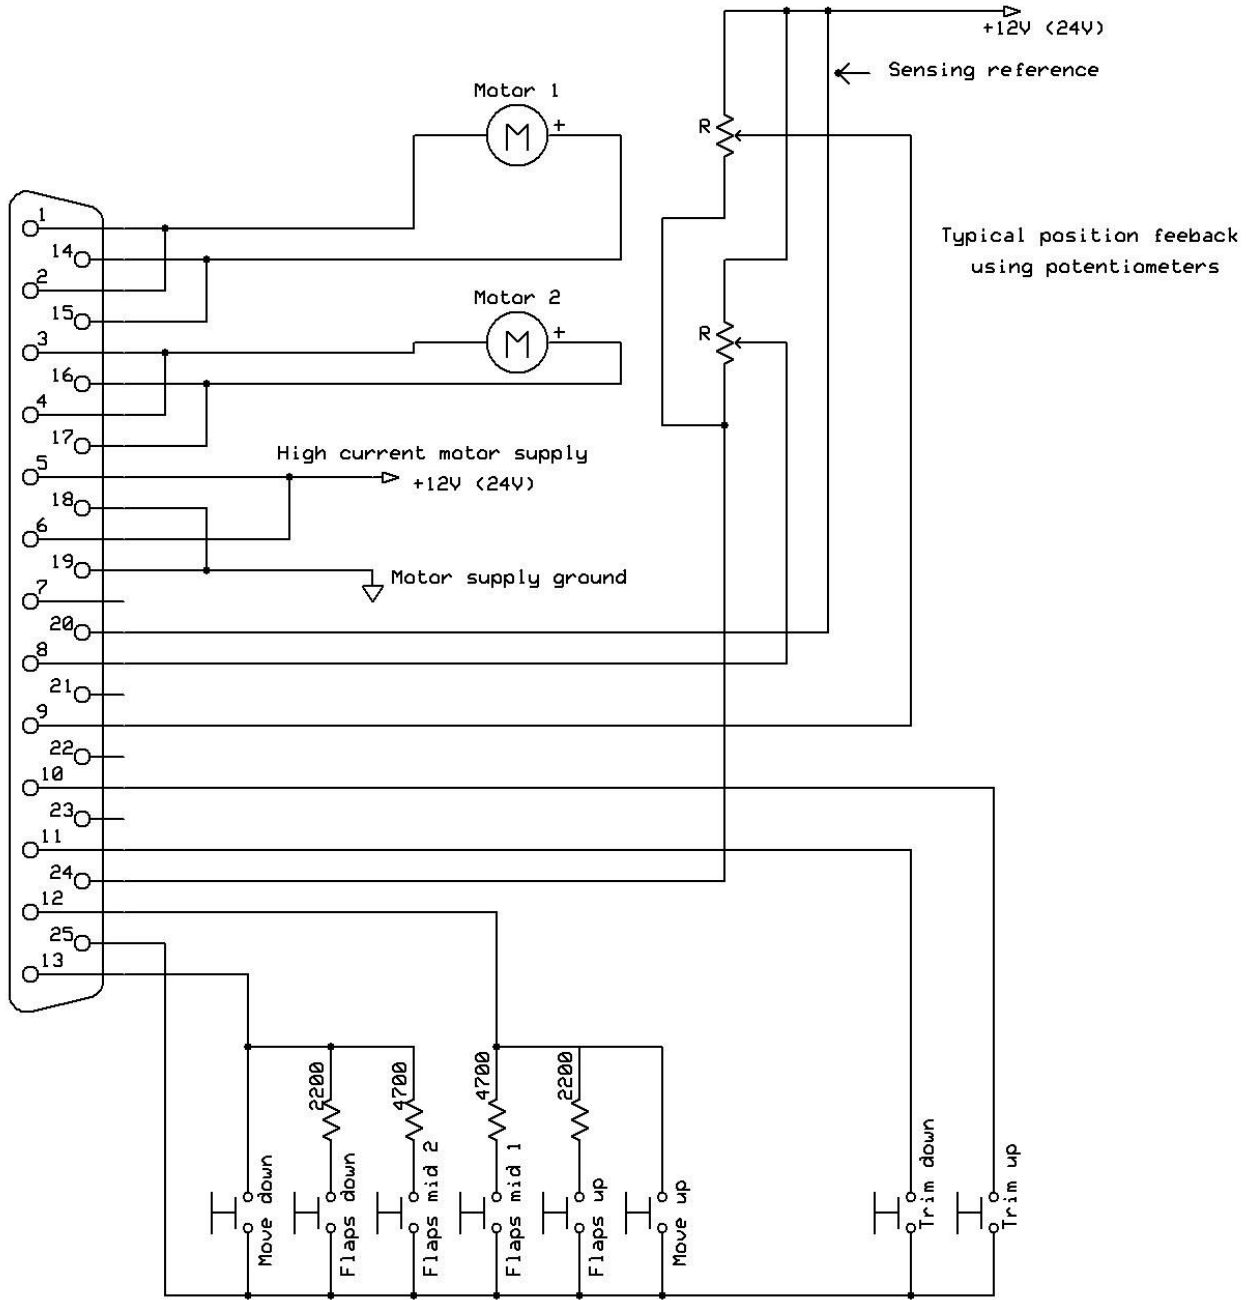 +12V (24V)
Sensing reference
Motor 1
+
M
R
1
14
2
15
Typical position feeback
using potentiometers
Motor 2
+
M
R
3
16
4
17
5
High current motor supply
+12V (24V)
18
6
19
Motor supply ground
7
20
8
21
9
22
10
23
11
24
12
25
13
2200
4700
4700
2200
Move down
Flaps down
Flaps mid 2
Flaps mid 1
Flaps up
Move up
Trim down
Trim up